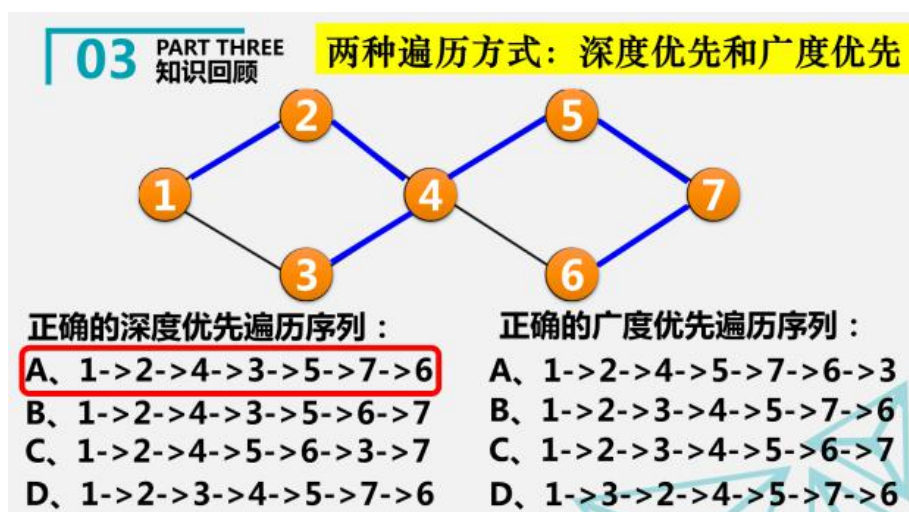 03 PART THREE
知识回顾
两种遍历方式：深度优先和广度优先
2
5
1
4
7
3
6
正确的深度优先遍历序列：
A、1->2->4->3->5->7->6
B、1->2->4->3->5->6->7
C、1->2->4->5->6->3->7
D、1->2->3->4->5->7->6
正确的广度优先遍历序列：
A、1->2->4->5->7->6->3
B、1->2->3->4->5->7->6
C、1->2->3->4->5->6->7
D、1->3->2->4->5->7->6